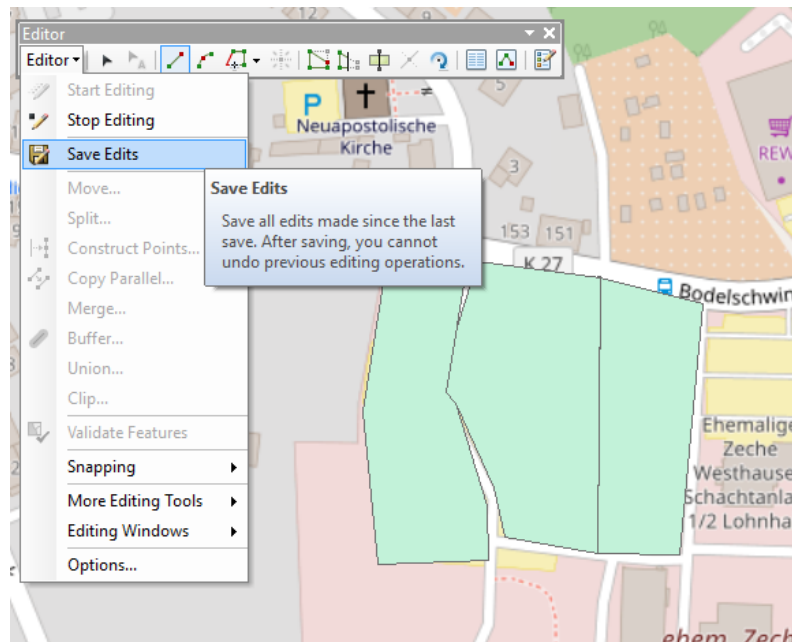 12
Editor
Editor
Start Editing
Stop Editing
Save Edits
Move...
Split...
Construct Points...
Copy Parallel...
Merge...
Buffer...
Union...
Clip...
Validate Features
Snapping
More Editing Tools
Editing Windows
Options...
Save Edits
Save all edits made since the last
save. After saving, you cannot
undo previous editing operations.
P
Neuapostolische
Kirche
5
3
153 151
K 27
REW
Bodelschwin
Ehemalige
Zeche
Westhause
Schachtanla
1/2 Lohnha
ehem. Zech